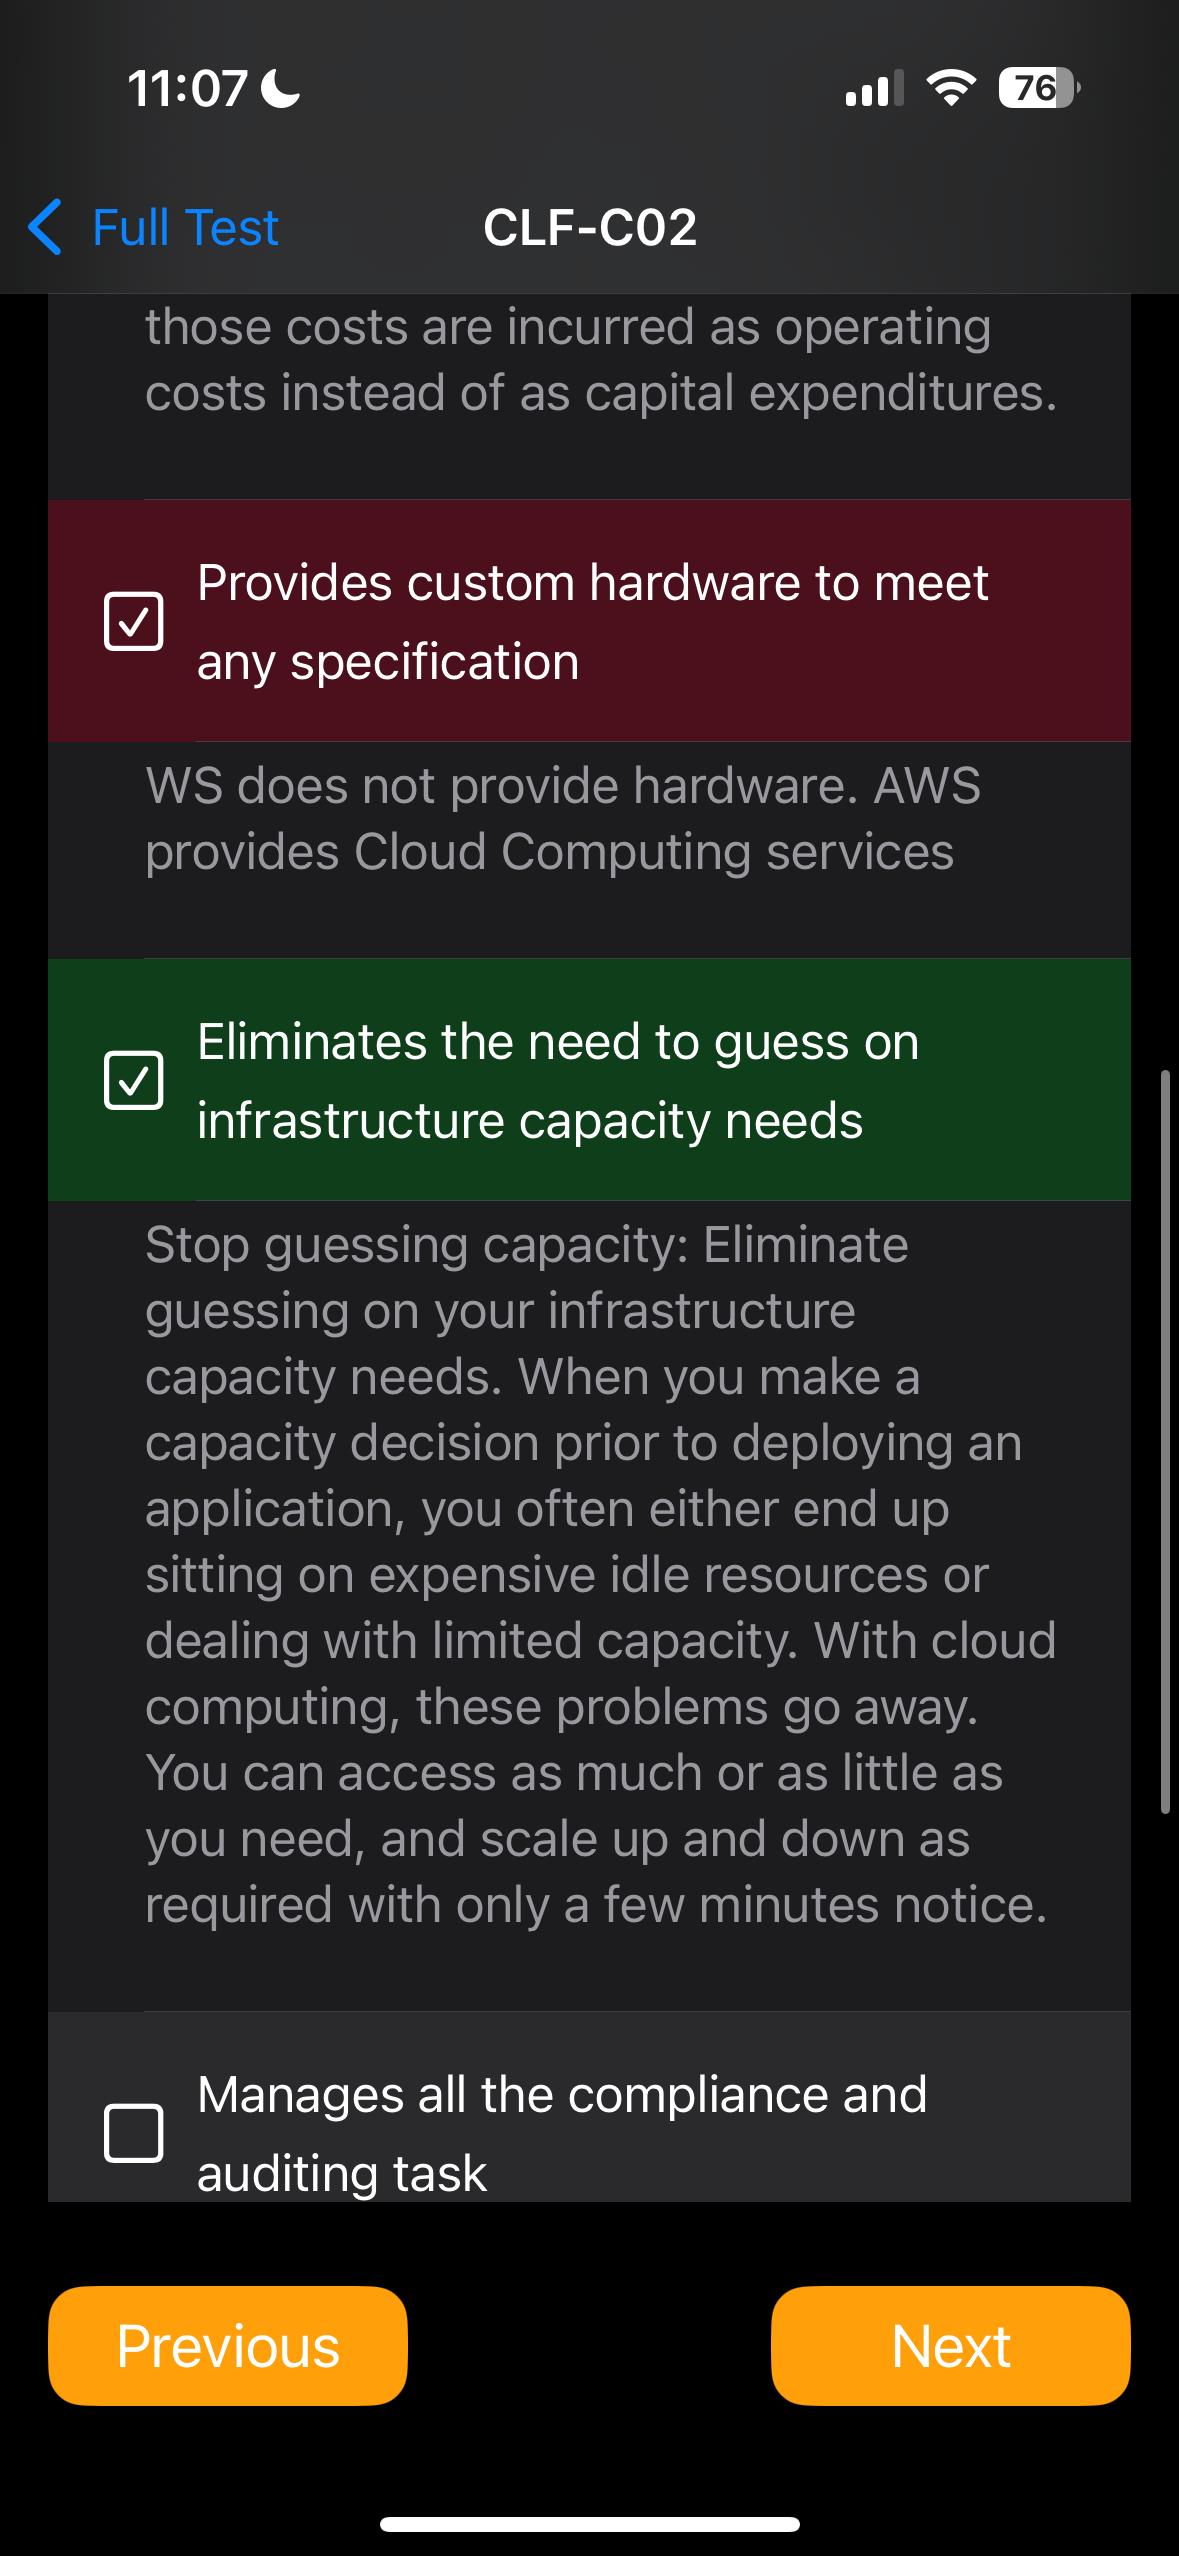 11:07
76
Full Test
CLF-C02
those costs are incurred as operating
costs instead of as capital expenditures.
Provides custom hardware to meet
any specification
WS does not provide hardware. AWS
provides Cloud Computing services
Eliminates the need to guess on
infrastructure capacity needs
Stop guessing capacity: Eliminate
guessing on your infrastructure
capacity needs. When you make a
capacity decision prior to deploying an
application, you often either end up
sitting on expensive idle resources or
dealing with limited capacity. With cloud
computing, these problems go away.
You can access as much or as little as
you need, and scale up and down as
required with only a few minutes notice.
Manages all the compliance and
auditing task
Previous
Next